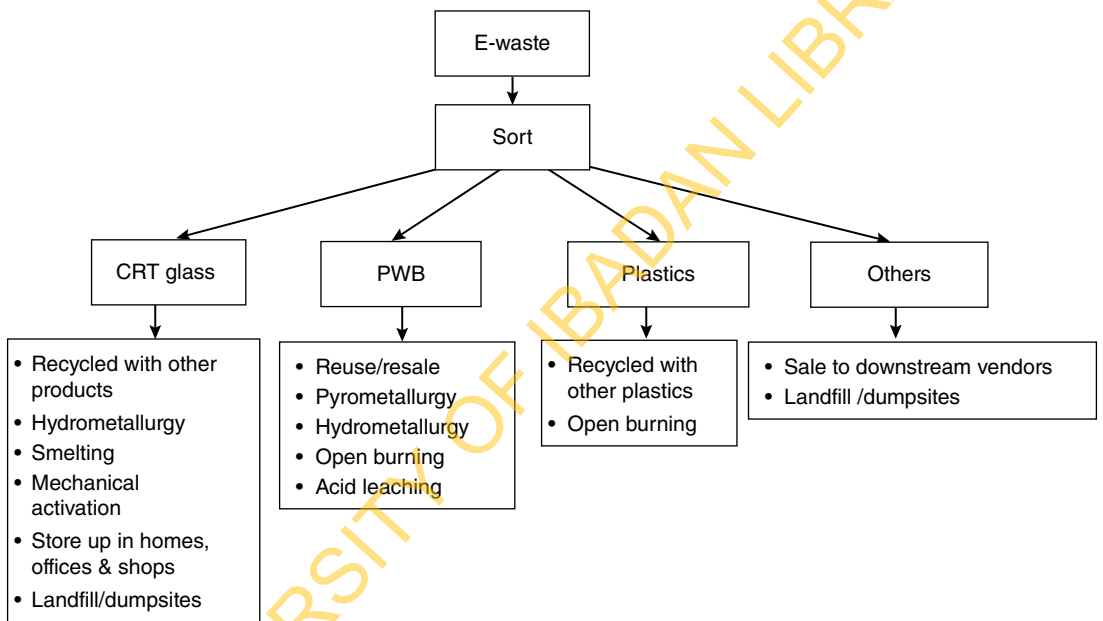 E-waste
Sort
CRT glass
PWB
Plastics
Others
• Recycled with other
products
• Hydrometallurgy
• Smelting
• Mechanical
activation
• Store up in homes,
offices & shops
• Landfill/dumpsites
• Reuse/resale
• Pyrometallurgy
• Hydrometallurgy
• Open burning
• Acid leaching
• Recycled with
other plastics
• Open burning
• Sale to downstream vendors
• Landfill /dumpsites
OF IBADAN